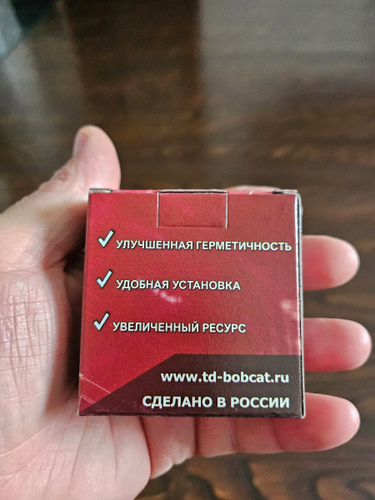 УЛУЧШЕННАЯ ГЕРМЕТИЧНОСТЬ
УДОБНАЯ УСТАНОВКА
УВЕЛИЧЕННЫЙ РЕСУРС
www.td-bobcat.ru
СДЕЛАНО В РОССИИ